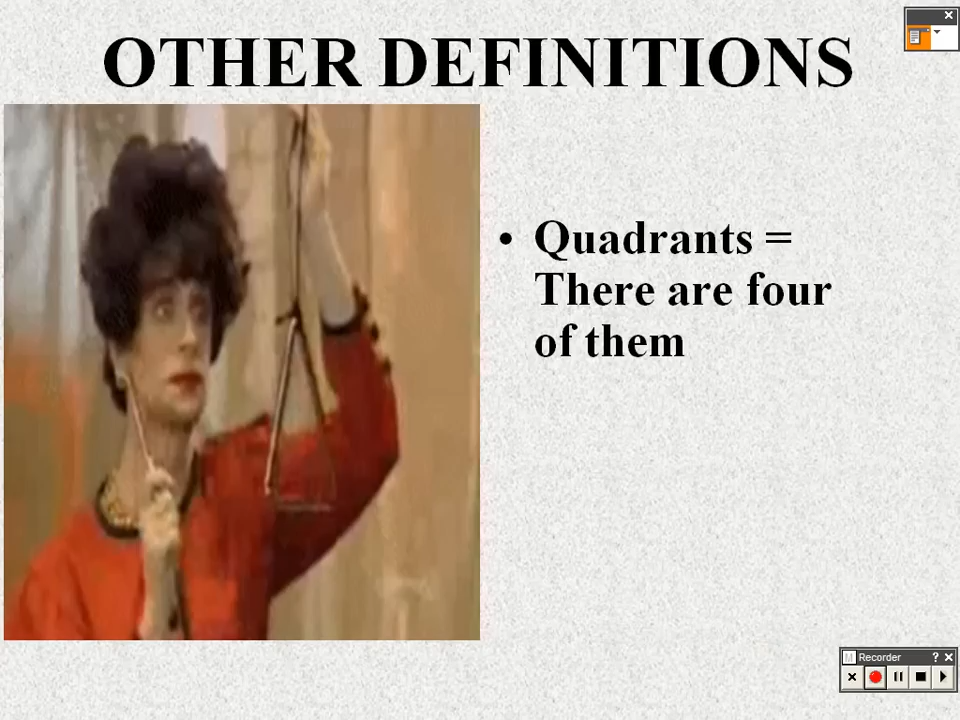 OTHER DEFINITIONS
• Quadrants =
There are four
of them
Recorder